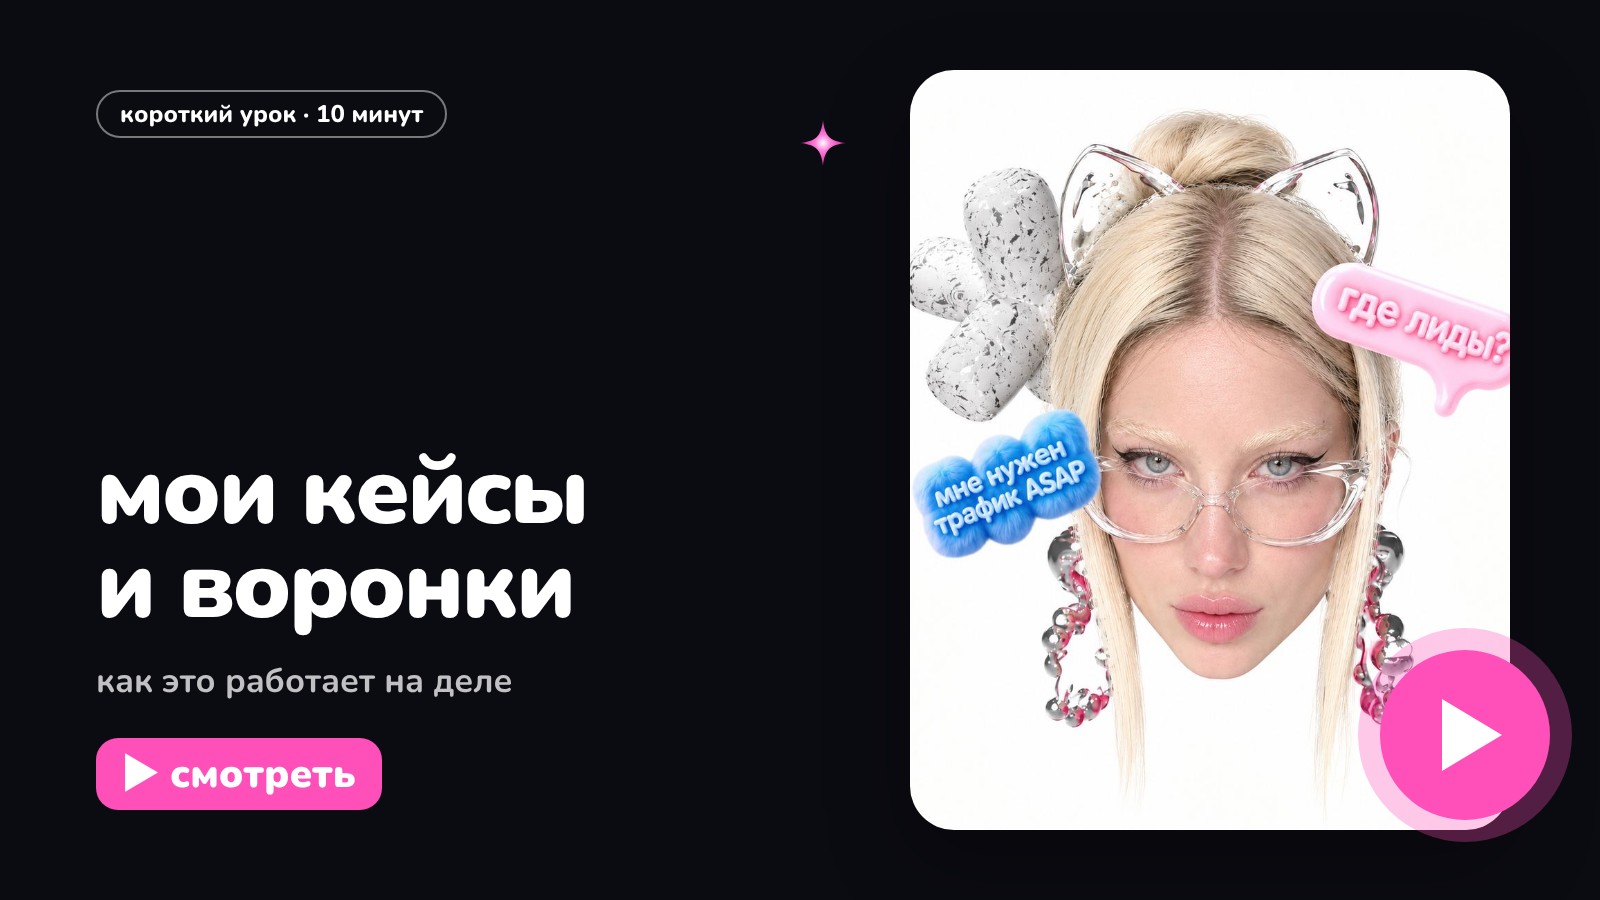 короткий урок · 10 минут
мои кейсы
и воронки
как это работает на деле
смотреть
где лиды?
мне нужен
трафик ASAP